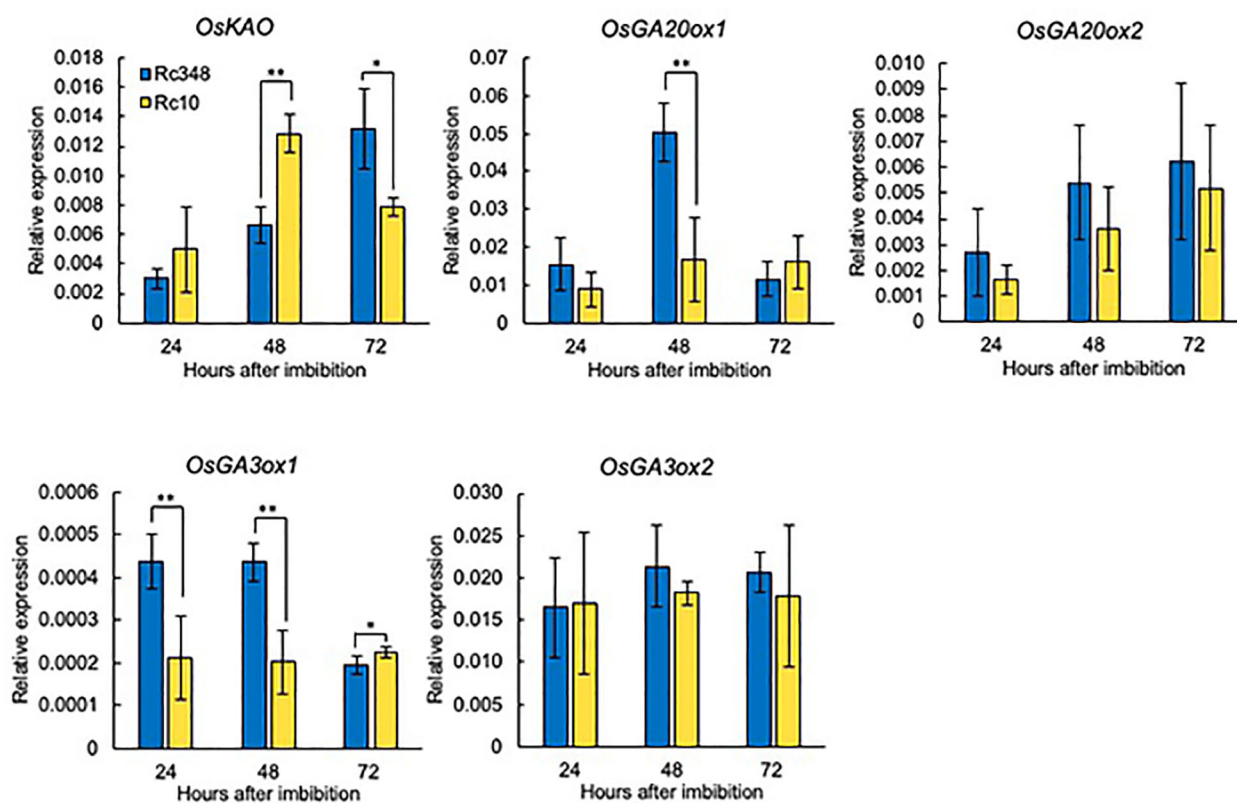 OsKAO
Relative expression
0.018
0.016
0.014
0.012
0.010
0.008
0.006
0.004
0.002
0
Rc348
Rc10
**
*
24 48 72
Hours after imbibition
OsGA20ox1
Relative expression
0.07
0.06
0.05
0.04
0.03
0.02
0.01
0
**
24 48 72
Hours after imbibition
OsGA20ox2
Relative expression
0.010
0.009
0.008
0.007
0.006
0.005
0.004
0.003
0.002
0.001
0
24 48 72
Hours after imbibition
OsGA3ox1
Relative expression
0.0006
0.0005
0.0004
0.0003
0.0002
0.0001
0
**
**
*
24 48 72
Hours after imbibition
OsGA3ox2
Relative expression
0.030
0.025
0.020
0.015
0.010
0.005
0
24 48 72
Hours after imbibition